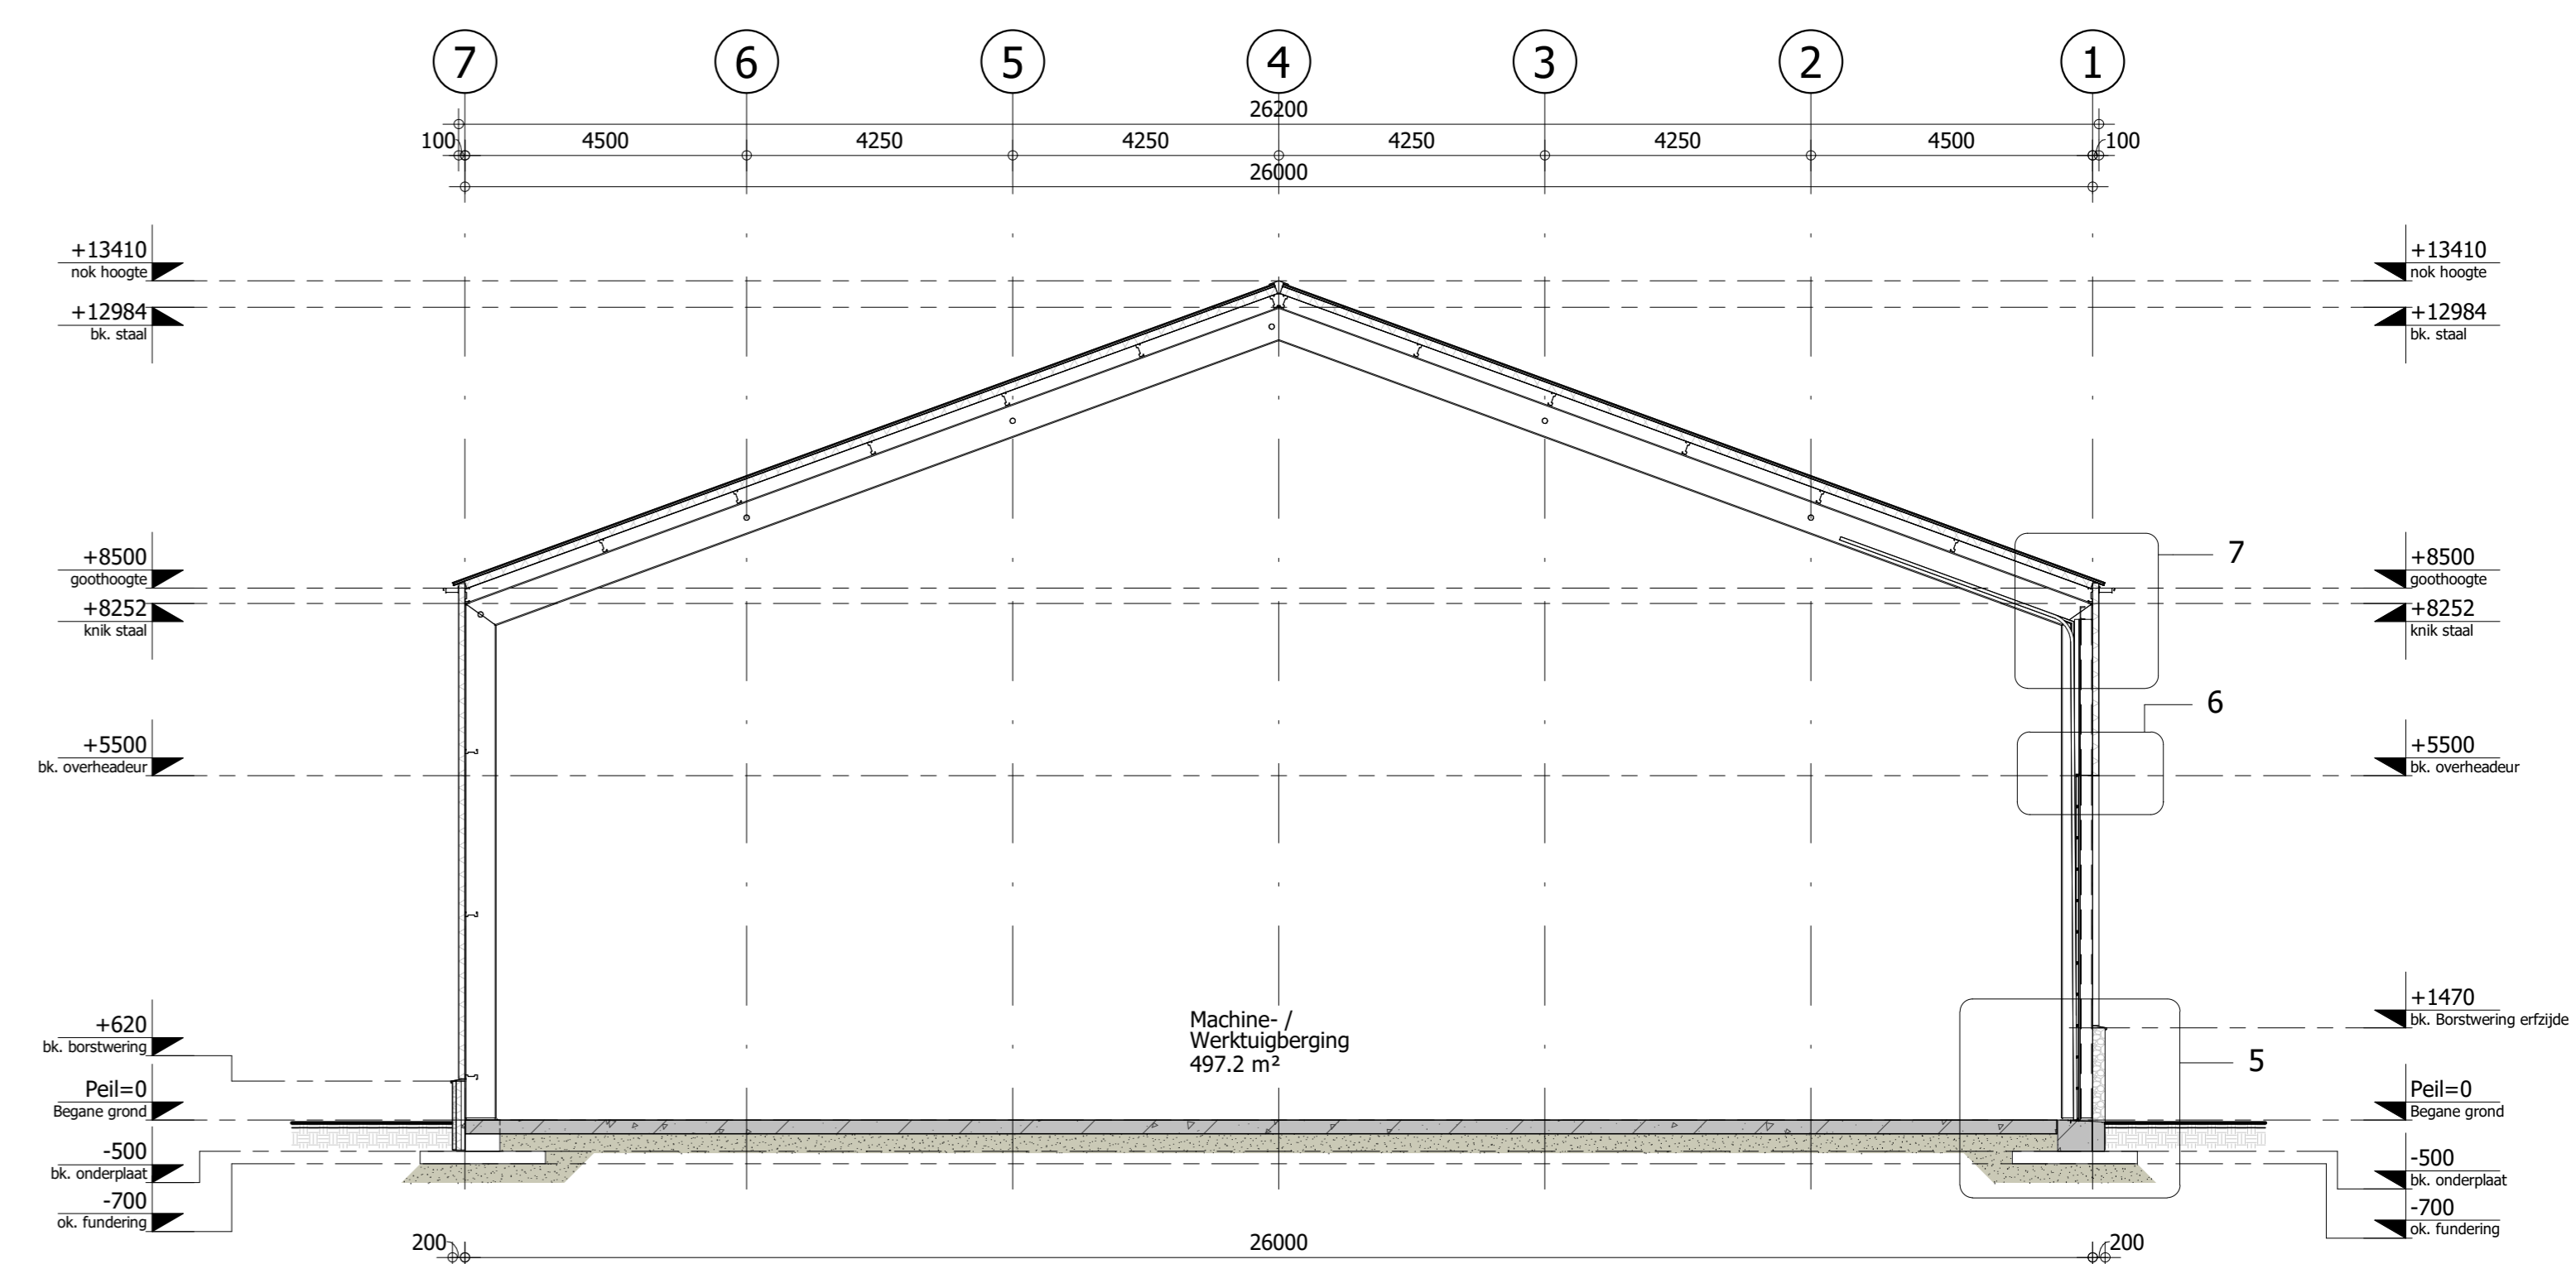 7 6 5 4 3 2 1
26200
100 4500 4250 4250 4250 4250 4500 100
26000
+13410
nok hoogte
+12984
bk. staal
+8500
goothoogte
+8252
knik staal
+5500
bk. overheadeur
+620
bk. borstwering
Peil=0
Begane grond
-500
bk. onderplaat
-700
ok. fundering
Machine- /
Werktuigberging
497.2 m²
7
6
5
+13410
nok hoogte
+12984
bk. staal
+8500
goothoogte
+8252
knik staal
+5500
bk. overheadeur
+1470
bk. Borstwering erfzijde
Peil=0
Begane grond
-500
bk. onderplaat
-700
ok. fundering
200 26000 200